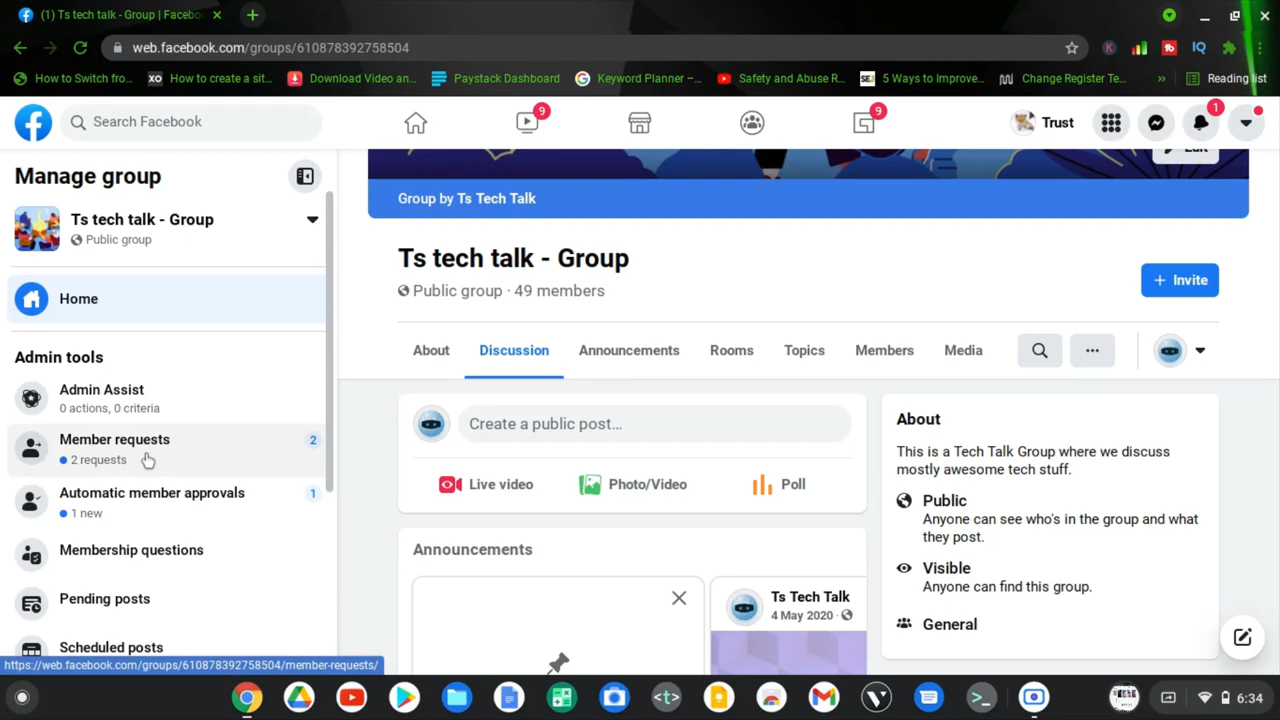 (1) Ts tech talk - Group | Facebo
web.facebook.com/groups/610878392758504
How to Switch fro...
XO
How to create a sit...
Download Video an...
Paystack Dashboard
Keyword Planner –...
Safety and Abuse R...
SEJ
5 Ways to Improve...
Change Register Te...
»
Reading list
K
IQ
Search Facebook
9
9
Trust
1
Manage group
Ts tech talk - Group
Public group
Home
Admin tools
Admin Assist
0 actions, 0 criteria
Member requests
2
2 requests
Automatic member approvals
1
1 new
Membership questions
Pending posts
Scheduled posts
https://web.facebook.com/groups/610878392758504/member-requests/
Edit
Group by Ts Tech Talk
Ts tech talk - Group
Public group · 49 members
+ Invite
About
Discussion
Announcements
Rooms
Topics
Members
Media
Create a public post...
Live video
Photo/Video
Poll
Announcements
Ts Tech Talk
4 May 2020 ·
About
This is a Tech Talk Group where we discuss
mostly awesome tech stuff.
Public
Anyone can see who's in the group and what
they post.
Visible
Anyone can find this group.
General
<t>
6:34